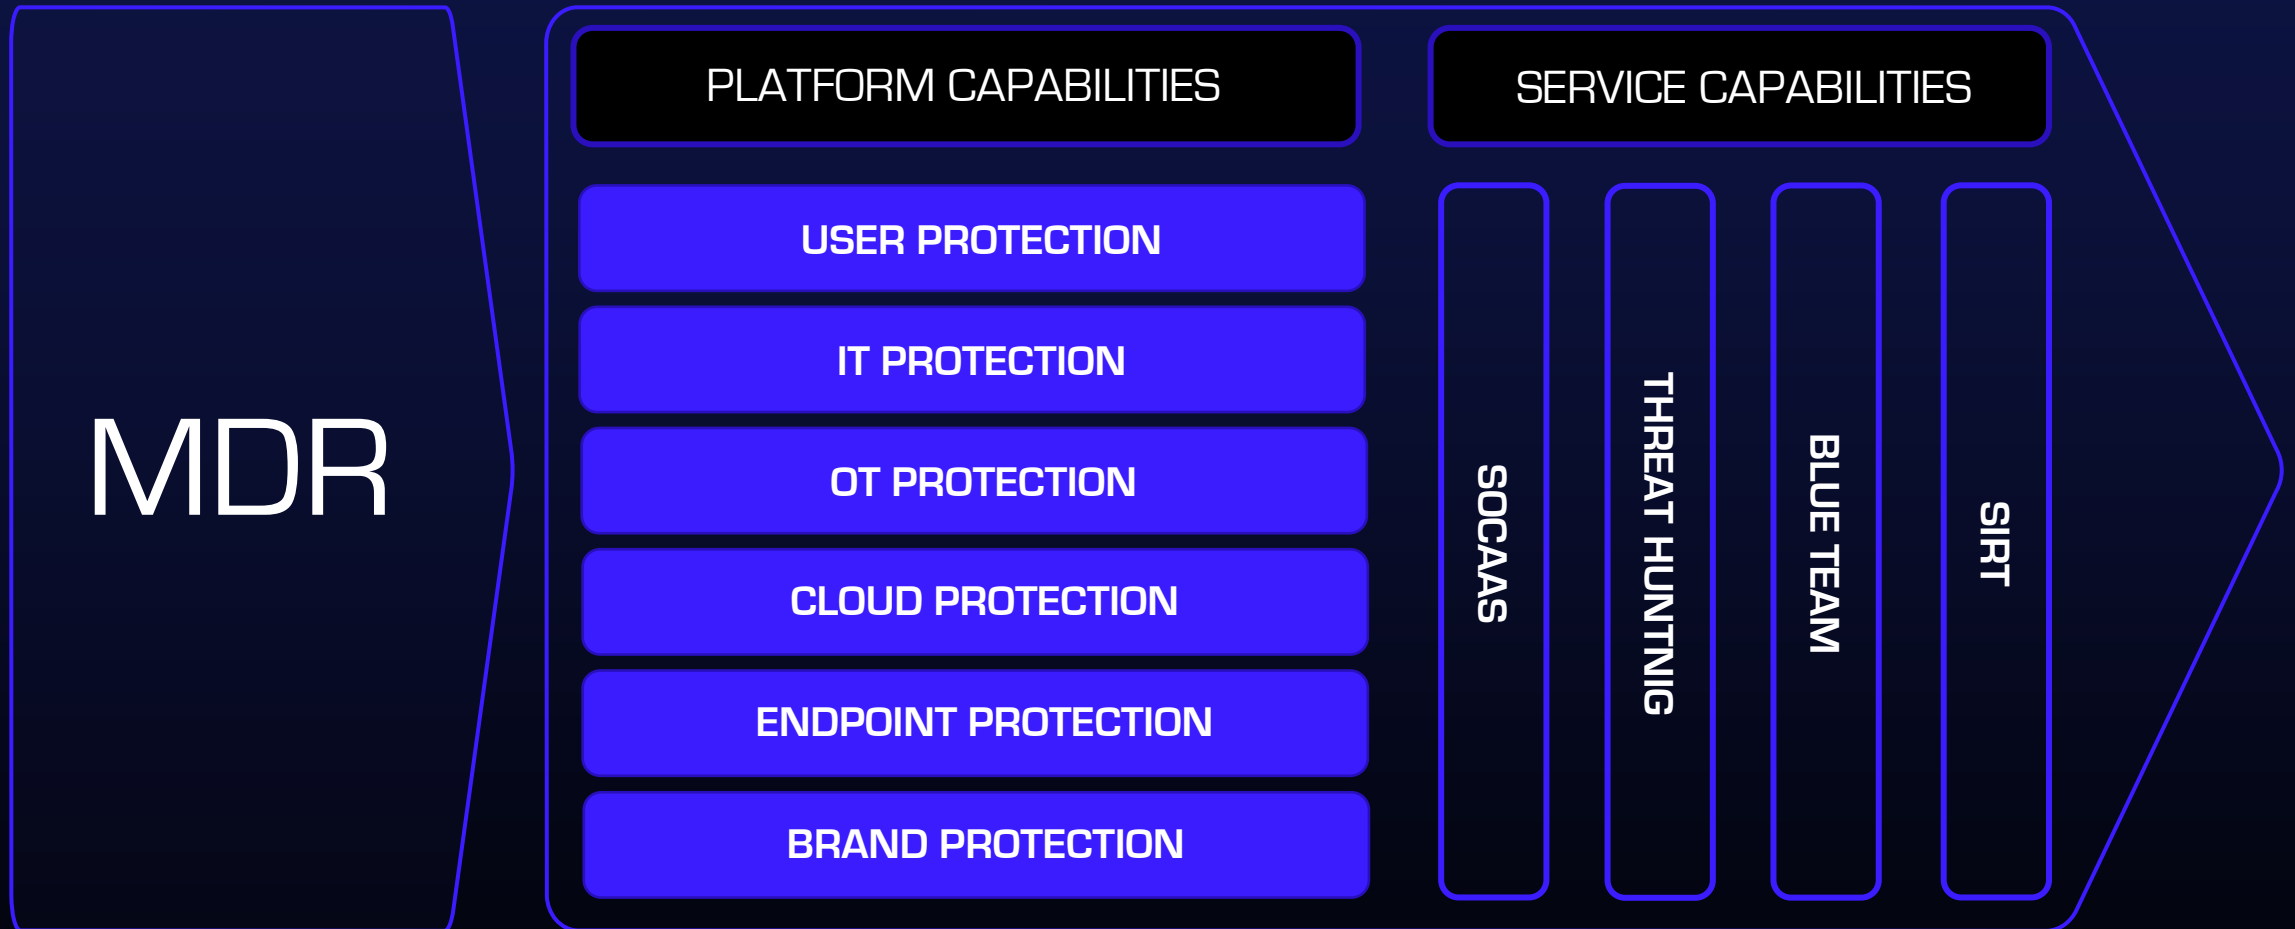 MDR
PLATFORM CAPABILITIES
USER PROTECTION
IT PROTECTION
OT PROTECTION
CLOUD PROTECTION
ENDPOINT PROTECTION
BRAND PROTECTION
SERVICE CAPABILITIES
SOCAAS
THREAT HUNTNIG
BLUE TEAM
SIRT